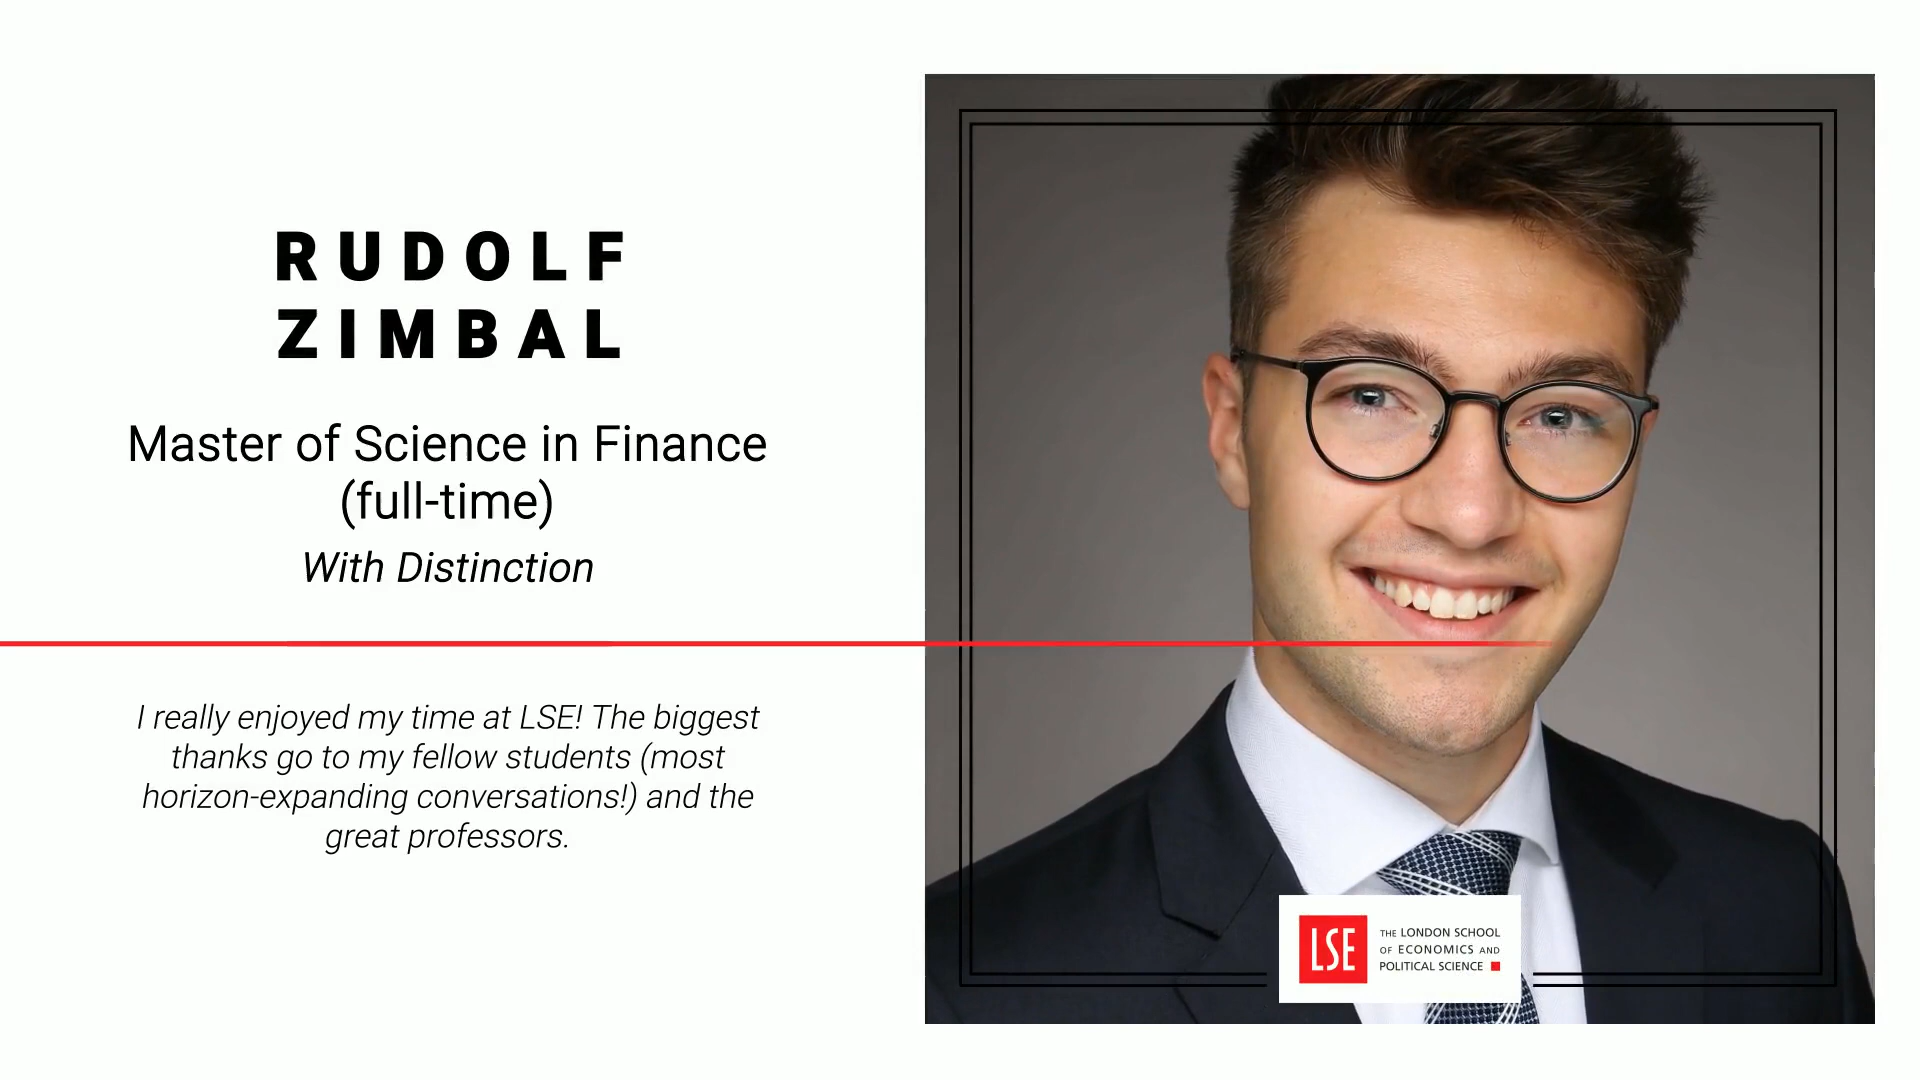 RUDOLF
ZIMBAL
Master of Science in Finance
(full-time)
With Distinction
I really enjoyed my time at LSE! The biggest
thanks go to my fellow students (most
horizon-expanding conversations!) and the
great professors.
LSE
THE LONDON SCHOOL
OF ECONOMICS AND
POLITICAL SCIENCE